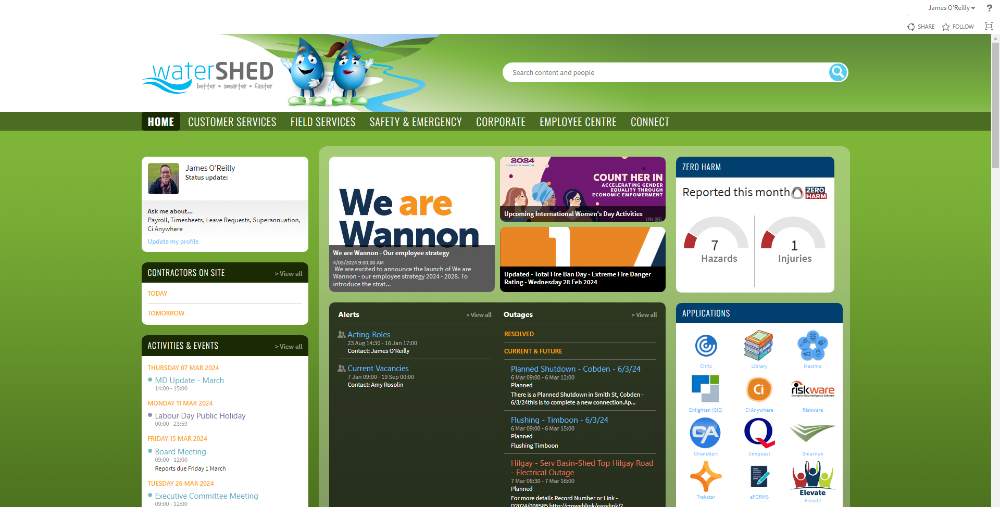 James O'Reilly
?
SHARE
FOLLOW
waterSHED
better • smarter • faster
Search content and people
HOME
CUSTOMER SERVICES
FIELD SERVICES
SAFETY & EMERGENCY
CORPORATE
EMPLOYEE CENTRE
CONNECT
James O'Reilly
Status update:
Ask me about...
Payroll, Timesheets, Leave Requests, Superannuation,
Ci Anywhere
Update my profile
CONTRACTORS ON SITE
> View all
TODAY
TOMORROW
ACTIVITIES & EVENTS
> View all
THURSDAY 07 MAR 2024
MD Update - March
14:00 - 15:00
MONDAY 11 MAR 2024
Labour Day Public Holiday
00:00 - 23:59
FRIDAY 15 MAR 2024
Board Meeting
09:00 - 12:00
Reports due Friday 1 March
TUESDAY 26 MAR 2024
Executive Committee Meeting
09:00 - 12:00
We are
Wannon
We are Wannon - Our employee strategy
4/03/2024 9:00:00 AM
We are excited to announce the launch of We are
Wannon - our employee strategy 2024 - 2028. To
introduce the strat...
2024
FRIDAY 8 MARCH
COUNT HER IN
ACCELERATING GENDER
EQUALITY THROUGH
ECONOMIC EMPOWERMENT
Upcoming International Women's Day Activities
UN
Updated - Total Fire Ban Day - Extreme Fire Danger
Rating - Wednesday 28 Feb 2024
ZERO HARM
Reported this month
ZERO
HARM
7
Hazards
1
Injuries
Alerts
> View all
Acting Roles
23 Aug 14:30 - 16 Jan 17:00
Contact: James O'Reilly
Current Vacancies
7 Jan 09:00 - 19 Sep 00:00
Contact: Amy Rosolin
Outages
> View all
RESOLVED
CURRENT & FUTURE
Planned Shutdown - Cobden - 6/3/24
6 Mar 09:00 - 6 Mar 12:00
Planned
There is a Planned Shutdown in Smith St, Cobden -
6/3/24this is to complete a new connection.Ap...
Flushing - Timboon - 6/3/24
6 Mar 09:00 - 6 Mar 15:00
Planned
Flushing Timboon
Hilgay - Serv Basin-Shed Top Hilgay Road
- Electrical Outage
7 Mar 08:30 - 7 Mar 16:00
Planned
For more details Record Number or Link -
D2024/008585 http://cmweblink/easylink/?
APPLICATIONS
Citrix
Library
Maximo
Enlighten (GIS)
Ci
Ci Anywhere
riskware
Enterprise Risk Intelligence Software
Riskware
CA
ChemAlert
Q
Conquest
Smartrak
Trakstar
eFORMS
Elevate
Elevate